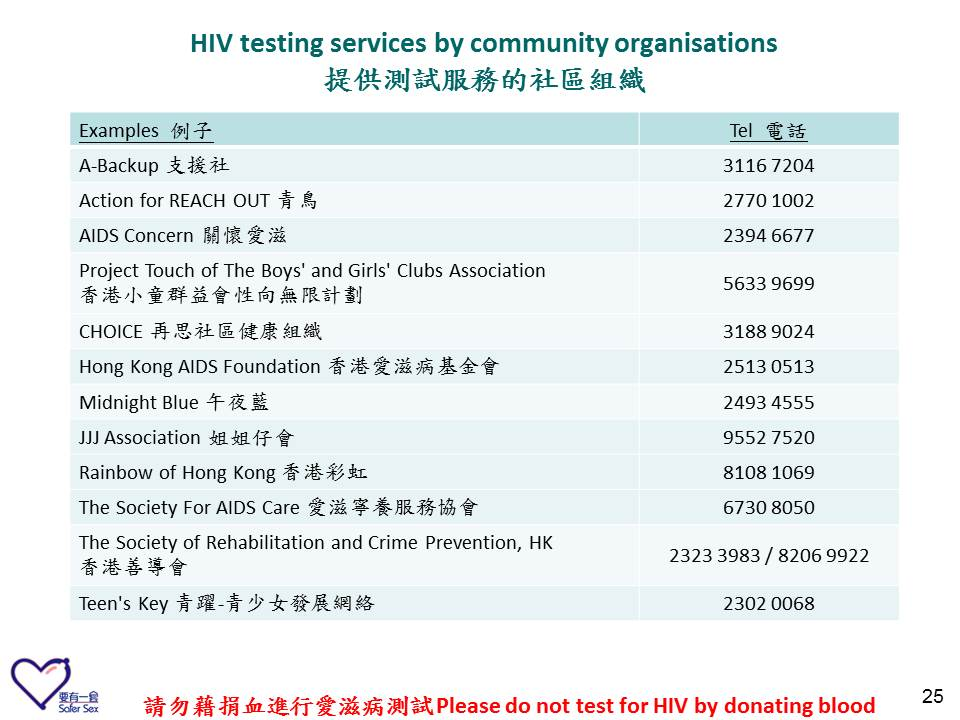 HIV testing services by community organisations
提供測試服務的社區組織
Examples 例子 Tel 電話
A-Backup 支援社 3116 7204
Action for REACH OUT 青鳥 2770 1002
AIDS Concern 關懷愛滋 2394 6677
Project Touch of The Boys' and Girls' Clubs Association
香港小童群益會性向無限計劃 5633 9699
CHOICE 再思社區健康組織 3188 9024
Hong Kong AIDS Foundation 香港愛滋病基金會 2513 0513
Midnight Blue 午夜藍 2493 4555
JJJ Association 姐姐仔會 9552 7520
Rainbow of Hong Kong 香港彩虹 8108 1069
The Society For AIDS Care 愛滋寧養服務協會 6730 8050
The Society of Rehabilitation and Crime Prevention, HK
香港善導會 2323 3983 / 8206 9922
Teen's Key 青躍-青少女發展網絡 2302 0068
要有一套
Safer Sex
請勿藉捐血進行愛滋病測試Please do not test for HIV by donating blood
25